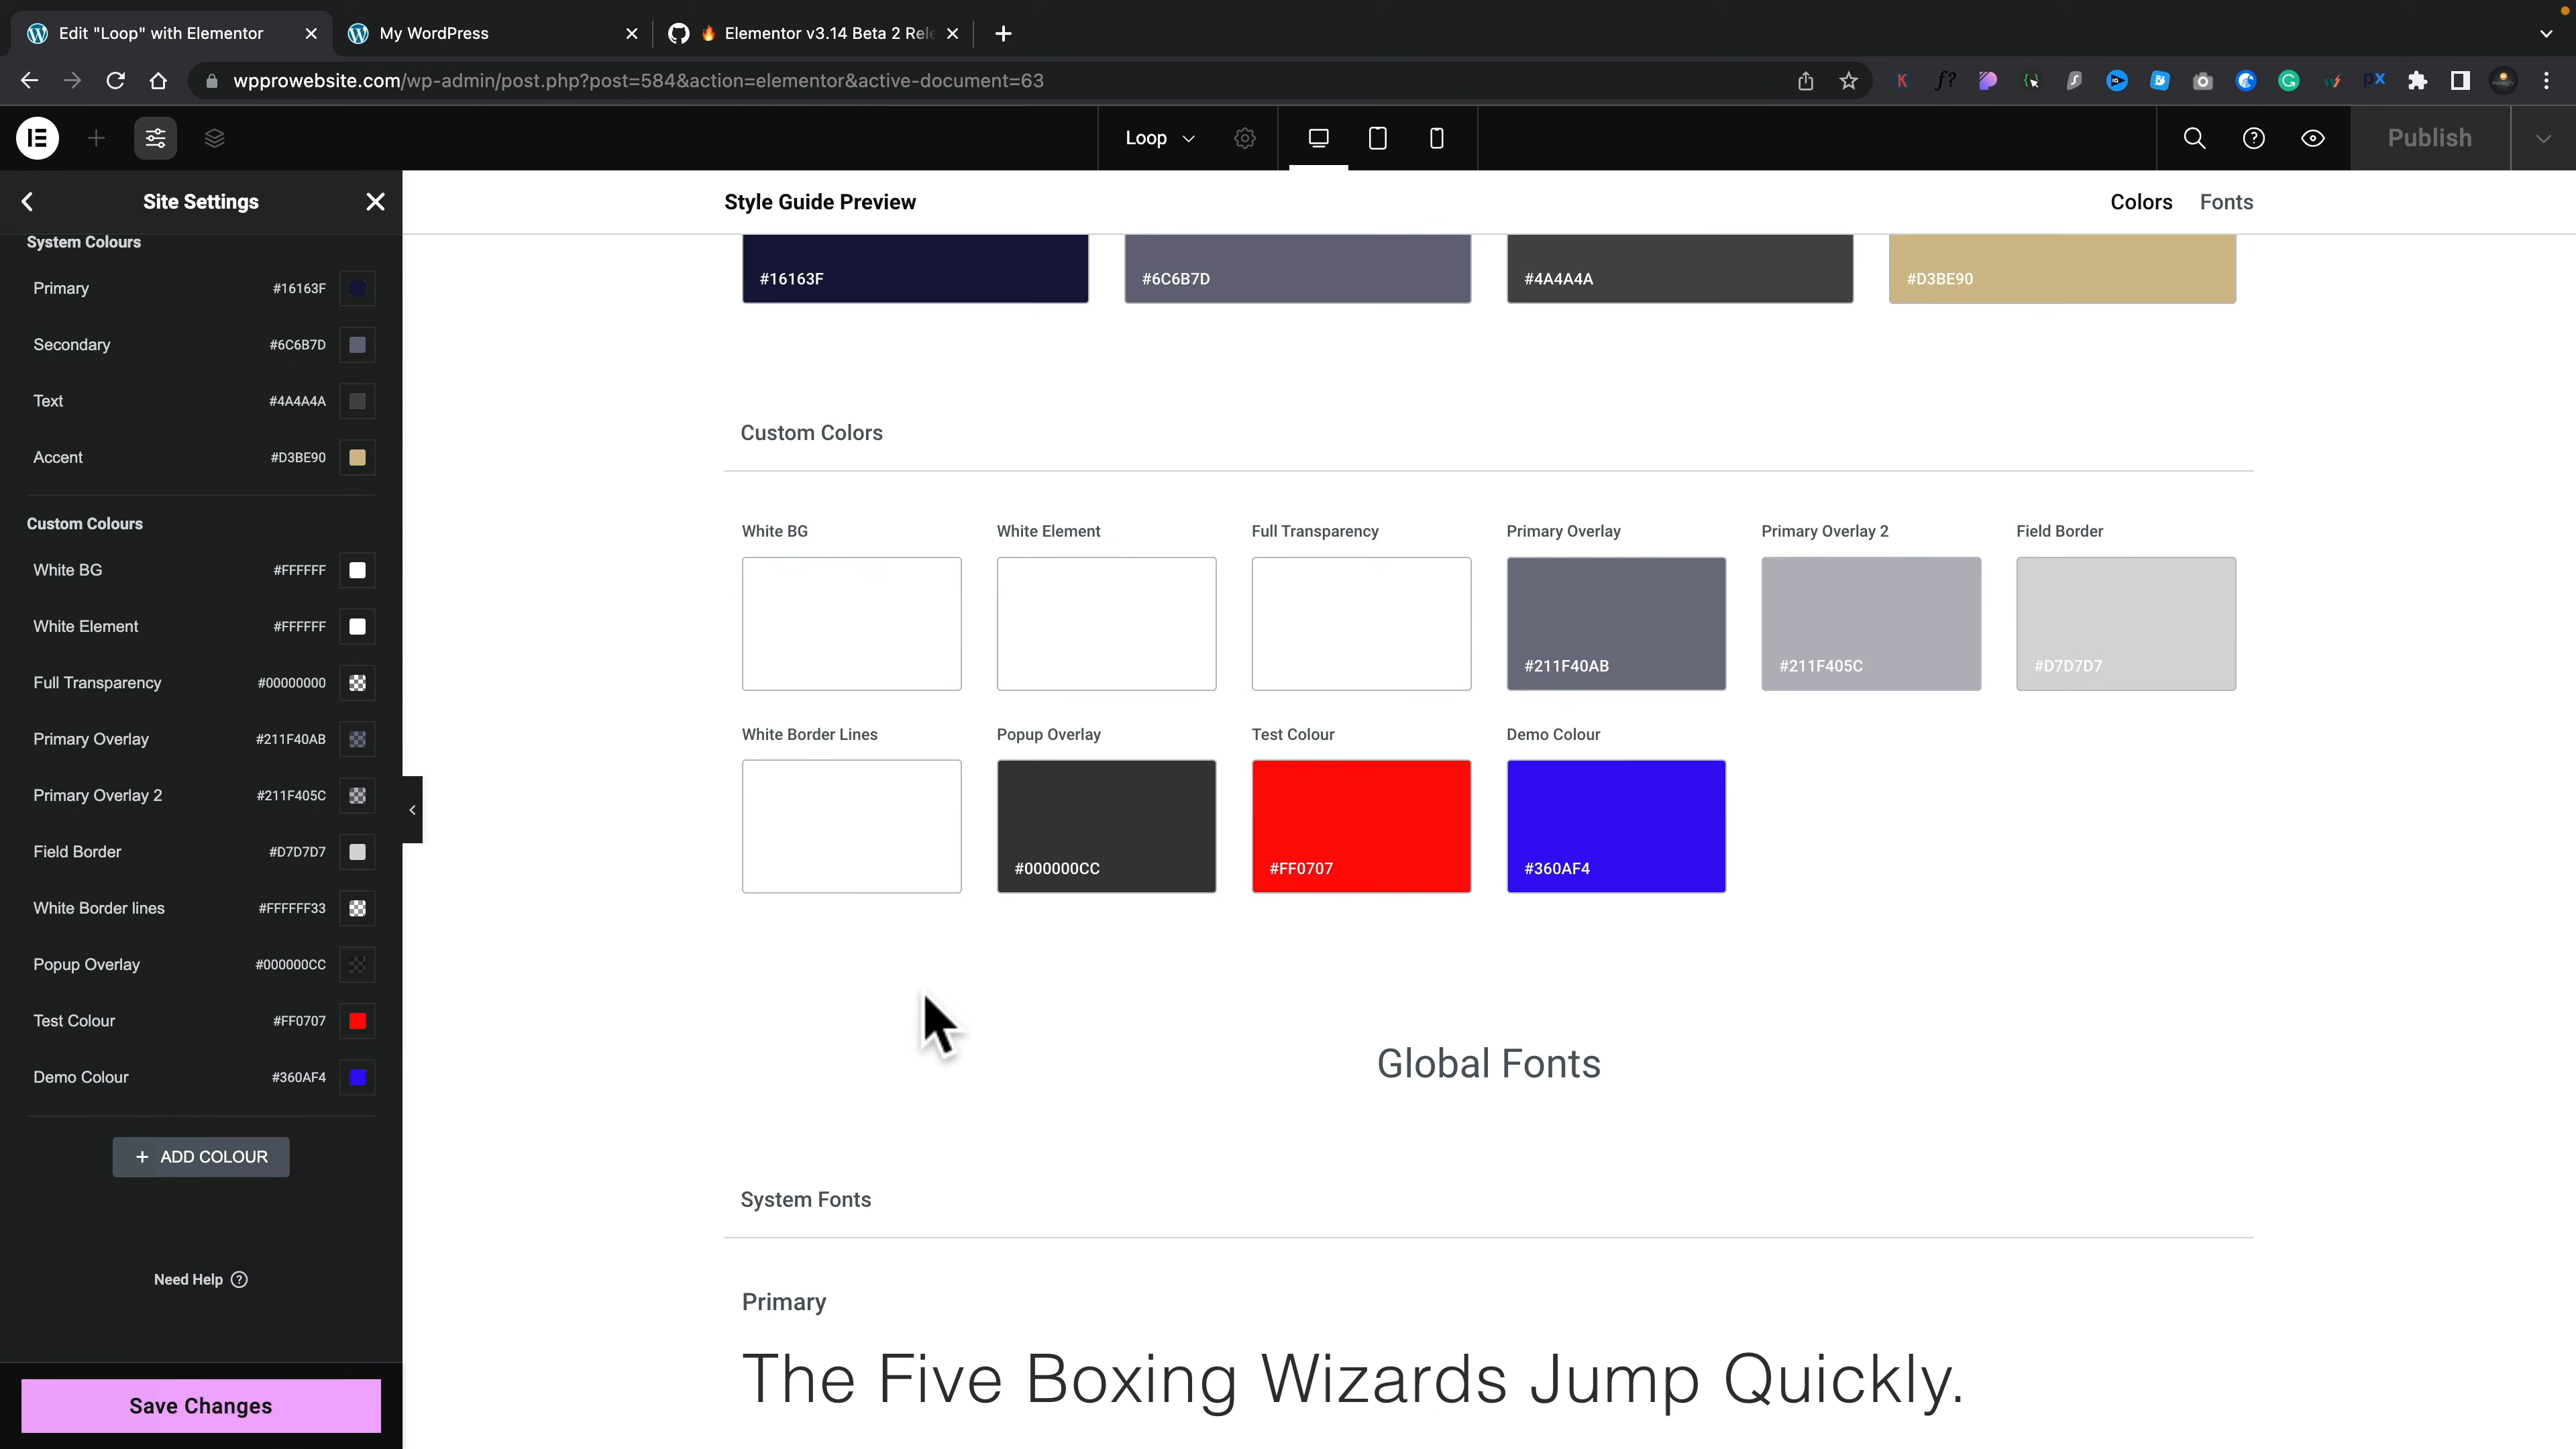 Edit "Loop" with Elementor
My WordPress
🔥 Elementor v3.14 Beta 2 Rel
wpprowebsite.com/wp-admin/post.php?post=584&action=elementor&active-document=63
Loop
Publish
Site Settings
Style Guide Preview
Colors
Fonts
System Colours
Primary #16163F
Secondary #6C6B7D
Text #4A4A4A
Accent #D3BE90
Custom Colours
White BG #FFFFFF
White Element #FFFFFF
Full Transparency #00000000
Primary Overlay #211F40AB
Primary Overlay 2 #211F405C
Field Border #D7D7D7
White Border lines #FFFFFF33
Popup Overlay #000000CC
Test Colour #FF0707
Demo Colour #360AF4
+ ADD COLOUR
Need Help ?
Save Changes
#16163F #6C6B7D #4A4A4A #D3BE90
Custom Colors
White BG White Element Full Transparency Primary Overlay Primary Overlay 2 Field Border
#211F40AB #211F405C #D7D7D7
White Border Lines Popup Overlay Test Colour Demo Colour
#000000CC #FF0707 #360AF4
Global Fonts
System Fonts
Primary
The Five Boxing Wizards Jump Quickly.